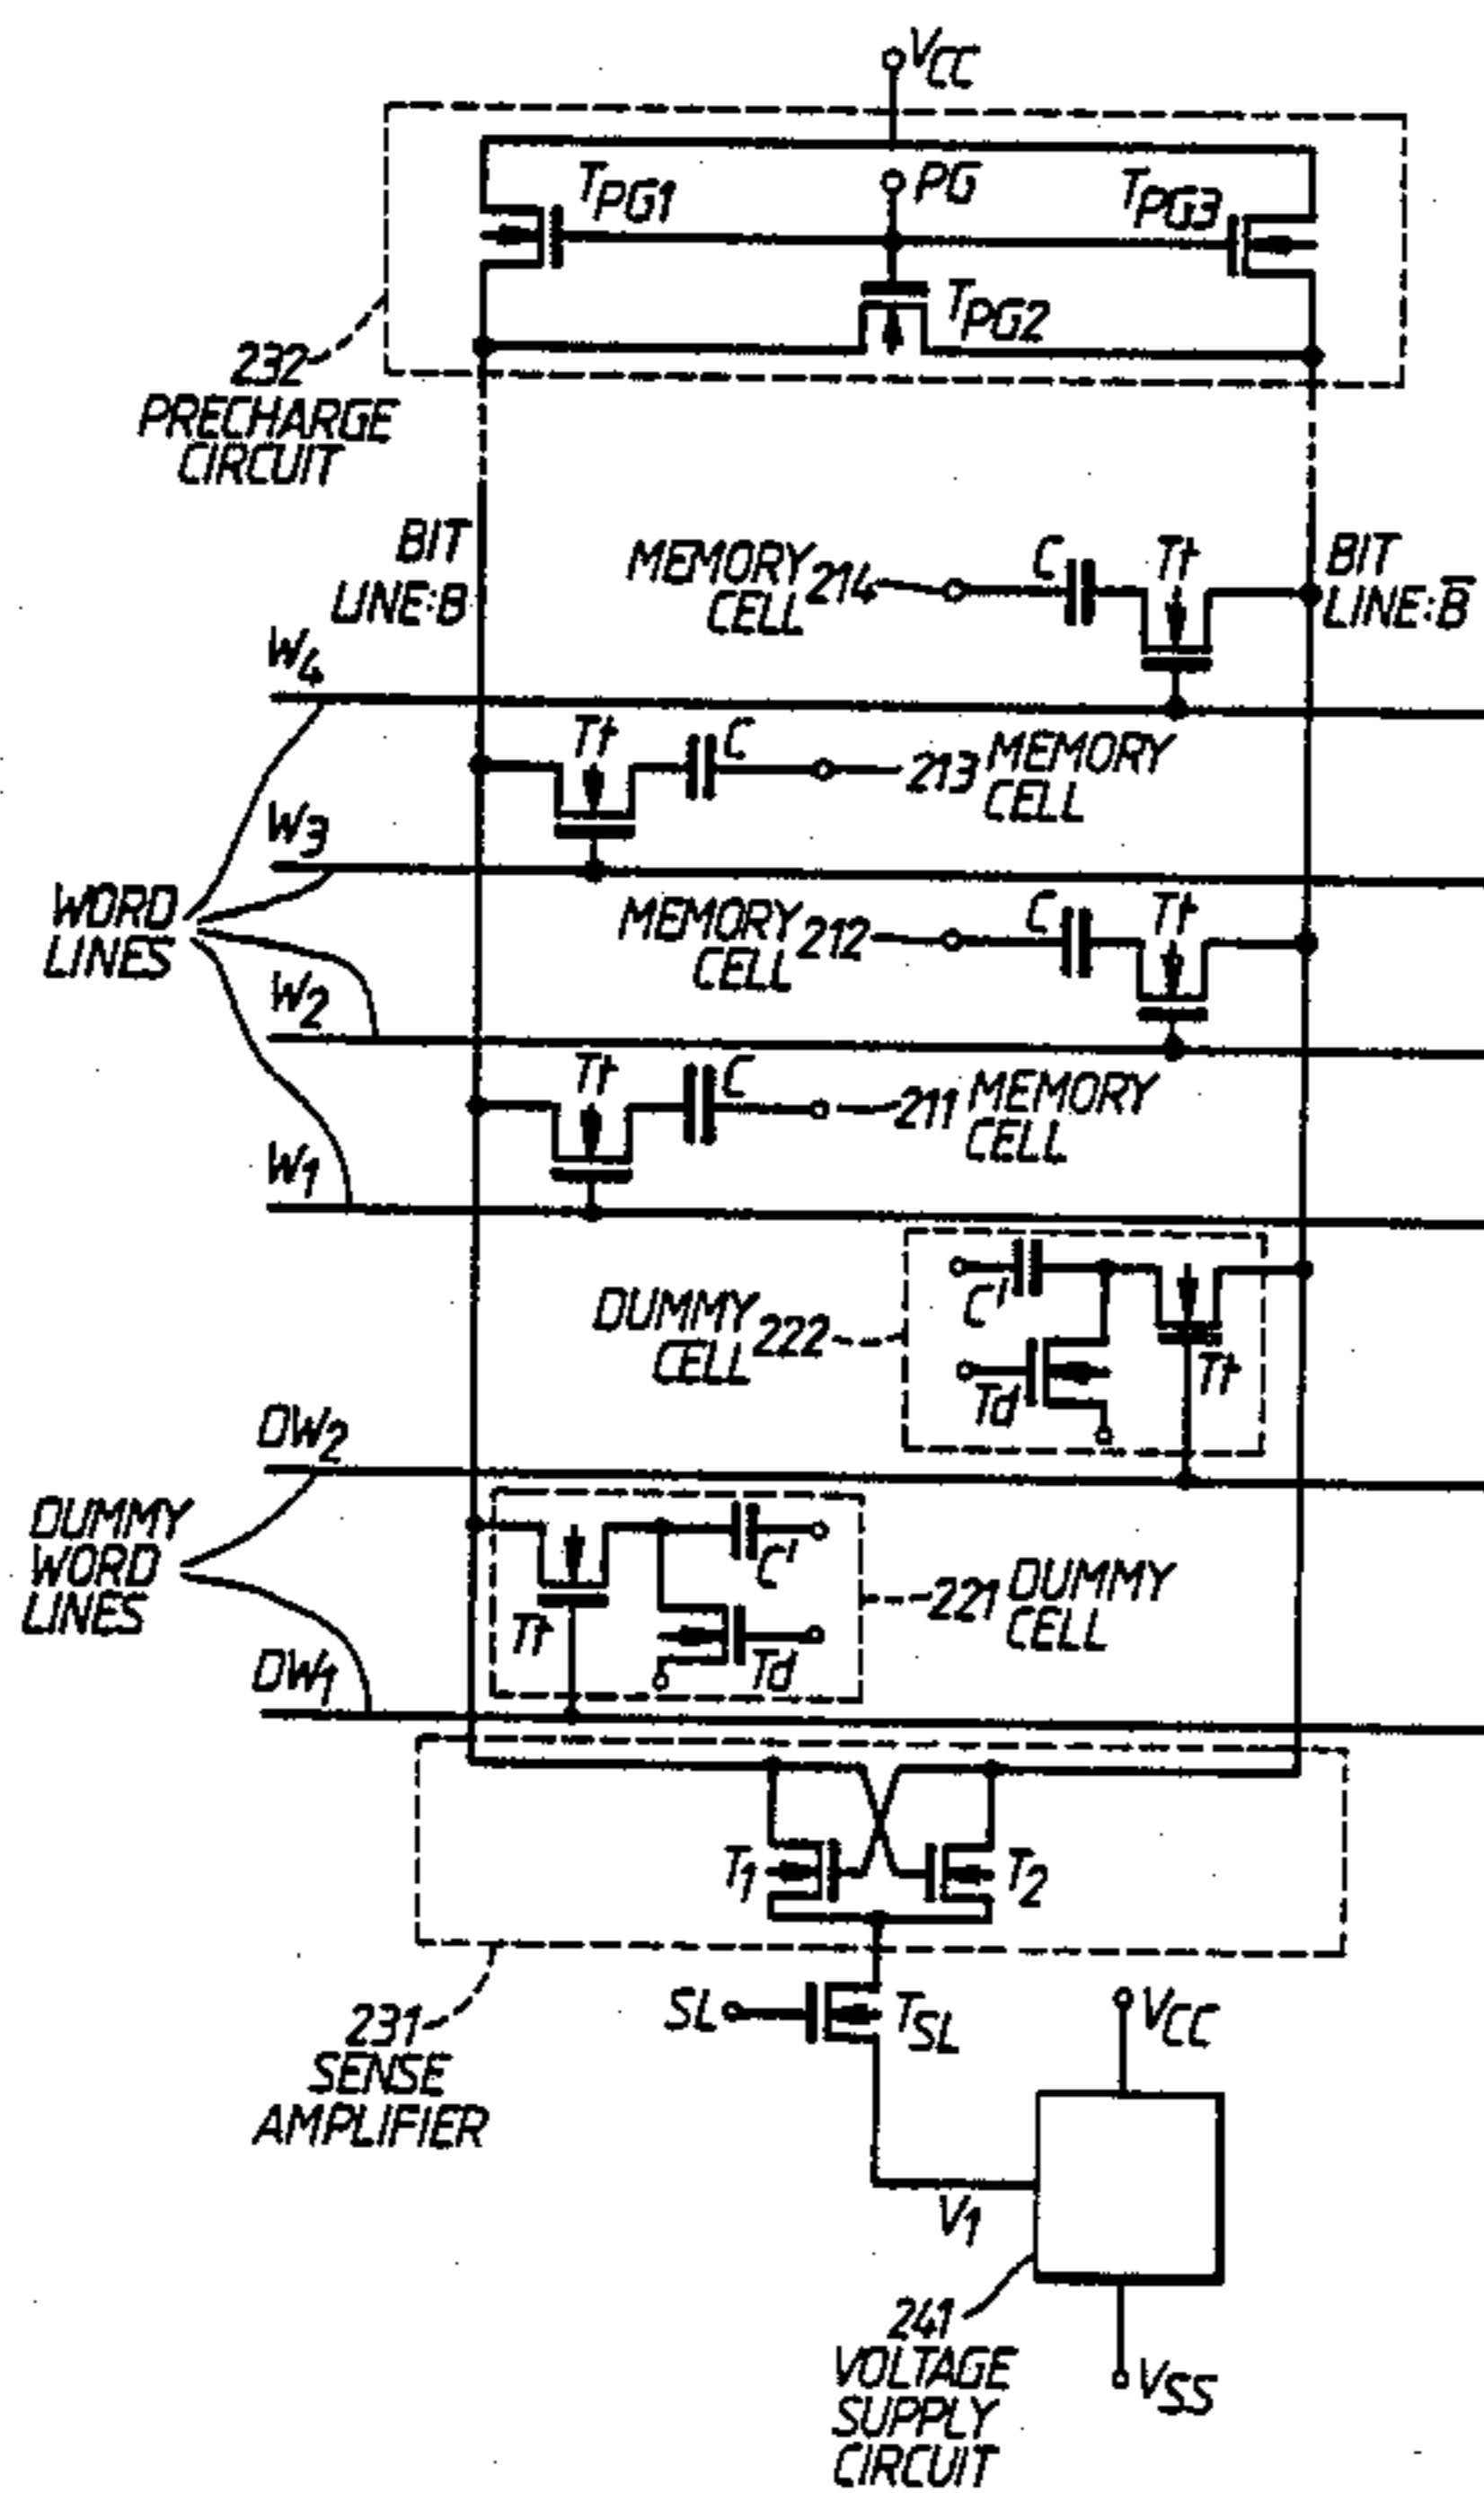 VCC
TPG1
PG
TPG3
TPG2
232
PRECHARGE
CIRCUIT
BIT
LINE:B
MEMORY
CELL
214
C
Tt
BIT
LINE:B̅
W4
Tt
C
213
MEMORY
CELL
W3
WORD
LINES
MEMORY
CELL
212
C
Tt
W2
Tt
C
211
MEMORY
CELL
W1
DUMMY
CELL
222
C'
Td
Tt
DW2
DUMMY
WORD
LINES
C'
Tt
Td
221
DUMMY
CELL
DW1
T1
T2
231
SENSE
AMPLIFIER
SL
TSL
VCC
V1
241
VOLTAGE
SUPPLY
CIRCUIT
VSS